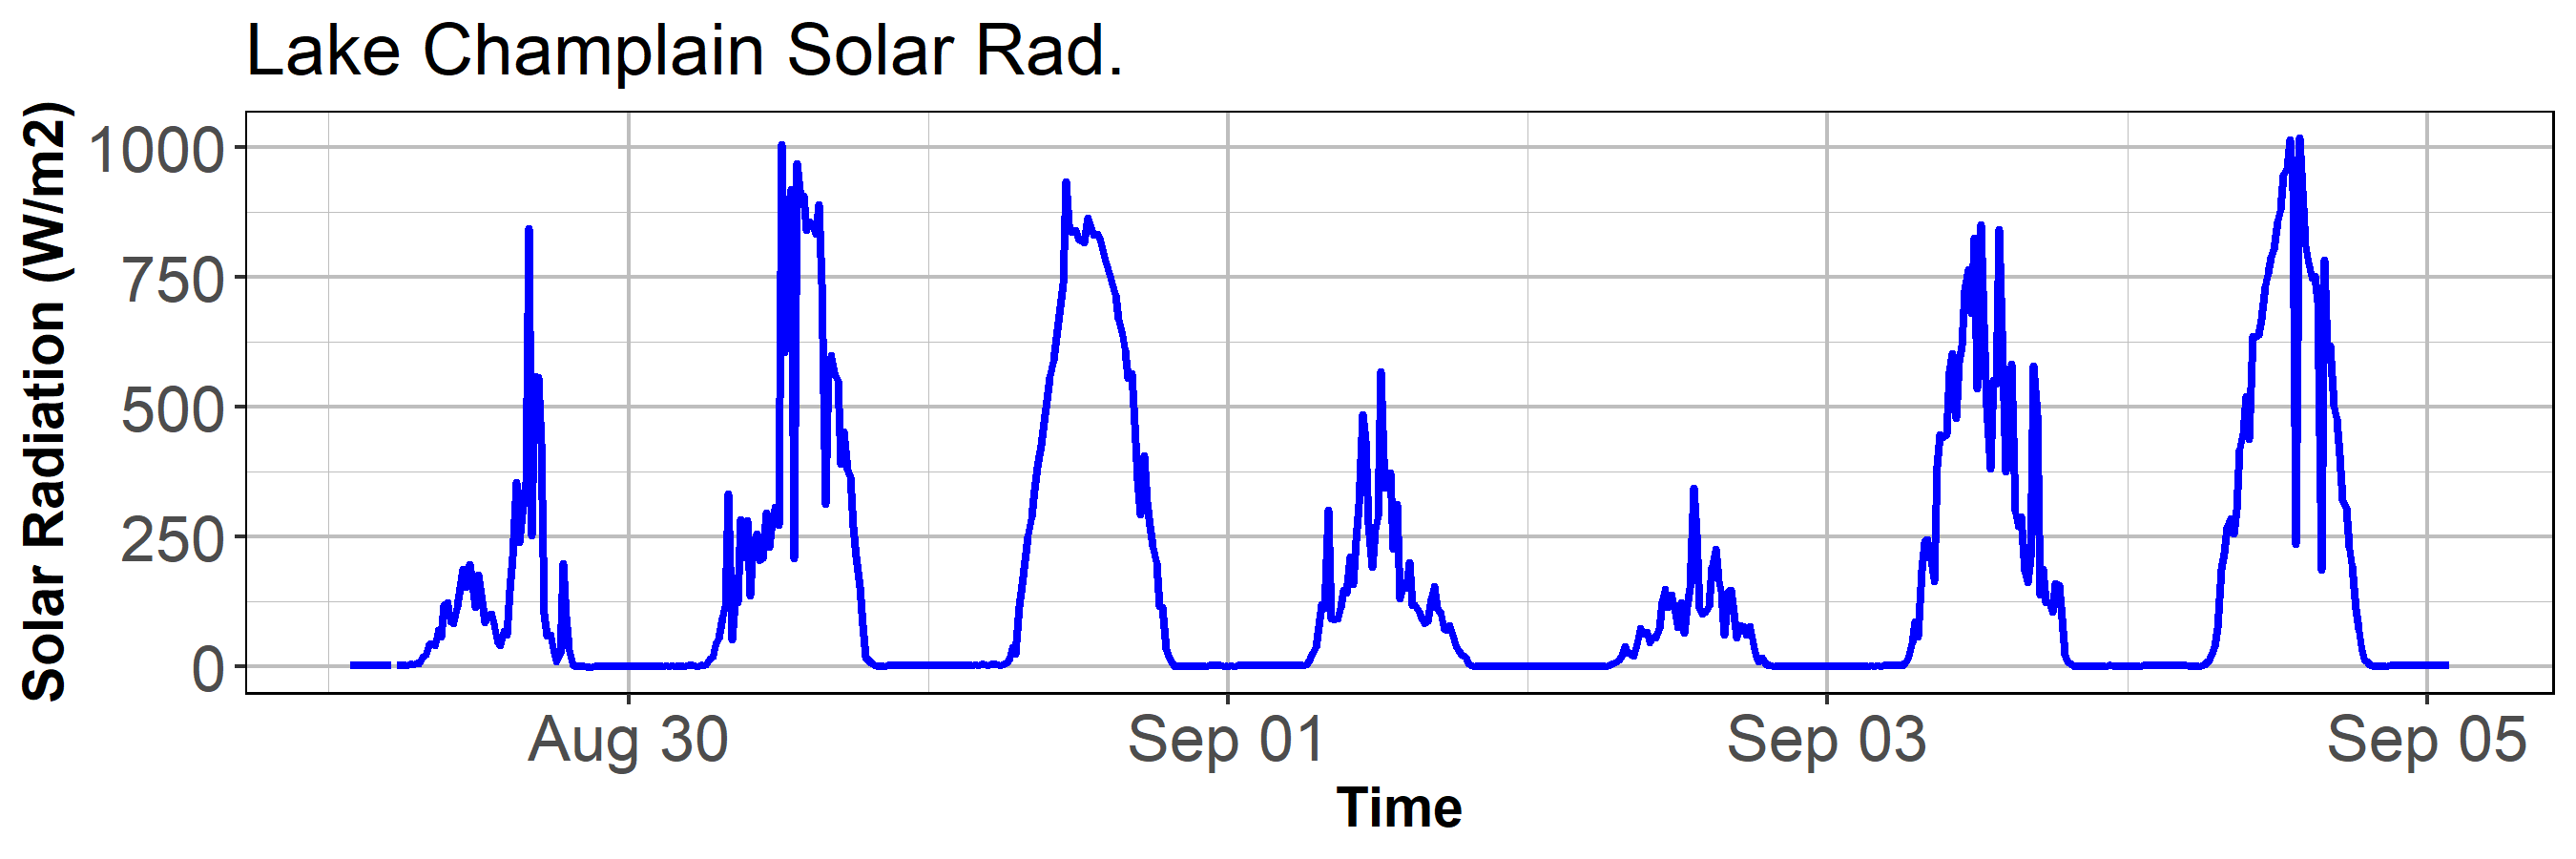 Lake Champlain Solar Rad.
Solar Radiation (W/m2)
1000
750
500
250
0
Aug 30
Sep 01
Sep 03
Sep 05
Time